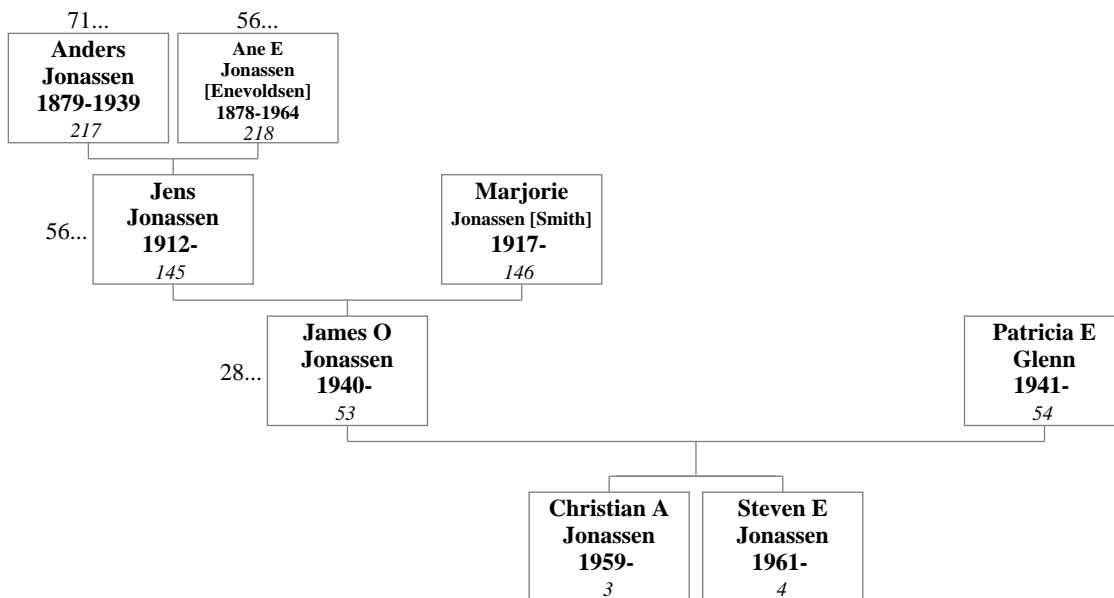 71...
56...
Anders
Jonassen
1879-1939
217
Ane E
Jonassen
[Enevoldsen]
1878-1964
218
56...
Jens
Jonassen
1912-
145
Marjorie
Jonassen [Smith]
1917-
146
28...
James O
Jonassen
1940-
53
Patricia E
Glenn
1941-
54
Christian A
Jonassen
1959-
3
Steven E
Jonassen
1961-
4